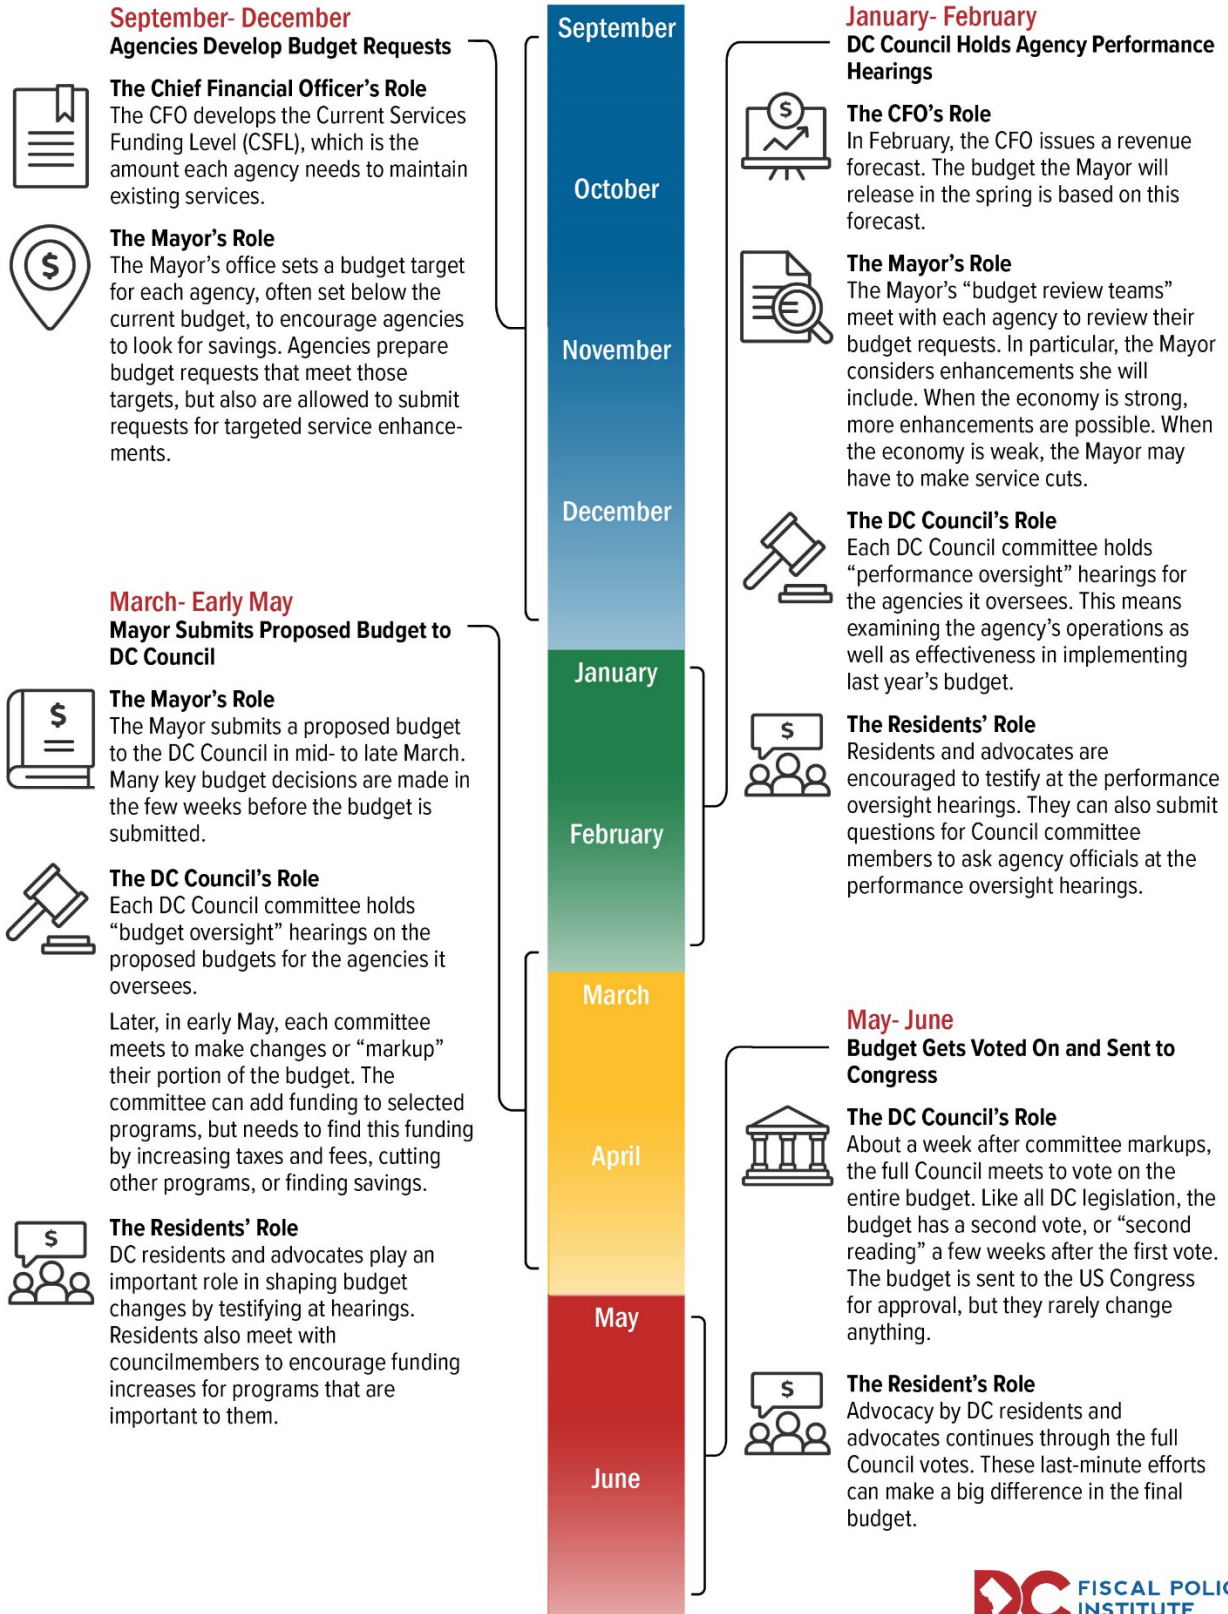 September- December
Agencies Develop Budget Requests
The Chief Financial Officer's Role
The CFO develops the Current Services
Funding Level (CSFL), which is the
amount each agency needs to maintain
existing services.
$
The Mayor's Role
The Mayor's office sets a budget target
for each agency, often set below the
current budget, to encourage agencies
to look for savings. Agencies prepare
budget requests that meet those
targets, but also are allowed to submit
requests for targeted service enhance-
ments.
September
October
November
December
January- February
DC Council Holds Agency Performance
Hearings
$
The CFO's Role
In February, the CFO issues a revenue
forecast. The budget the Mayor will
release in the spring is based on this
forecast.
$
The Mayor's Role
The Mayor's “budget review teams”
meet with each agency to review their
budget requests. In particular, the Mayor
considers enhancements she will
include. When the economy is strong,
more enhancements are possible. When
the economy is weak, the Mayor may
have to make service cuts.
The DC Council's Role
Each DC Council committee holds
“performance oversight” hearings for
the agencies it oversees. This means
examining the agency's operations as
well as effectiveness in implementing
last year's budget.
$
The Residents' Role
Residents and advocates are
encouraged to testify at the performance
oversight hearings. They can also submit
questions for Council committee
members to ask agency officials at the
performance oversight hearings.
January
February
March- Early May
Mayor Submits Proposed Budget to
DC Council
$
The Mayor's Role
The Mayor submits a proposed budget
to the DC Council in mid- to late March.
Many key budget decisions are made in
the few weeks before the budget is
submitted.
The DC Council's Role
Each DC Council committee holds
“budget oversight” hearings on the
proposed budgets for the agencies it
oversees.
Later, in early May, each committee
meets to make changes or “markup”
their portion of the budget. The
committee can add funding to selected
programs, but needs to find this funding
by increasing taxes and fees, cutting
other programs, or finding savings.
$
The Residents' Role
DC residents and advocates play an
important role in shaping budget
changes by testifying at hearings.
Residents also meet with
councilmembers to encourage funding
increases for programs that are
important to them.
March
April
May- June
Budget Gets Voted On and Sent to
Congress
The DC Council's Role
About a week after committee markups,
the full Council meets to vote on the
entire budget. Like all DC legislation, the
budget has a second vote, or “second
reading” a few weeks after the first vote.
The budget is sent to the US Congress
for approval, but they rarely change
anything.
$
The Resident's Role
Advocacy by DC residents and
advocates continues through the full
Council votes. These last-minute efforts
can make a big difference in the final
budget.
May
June
DC
FISCAL POLIC
INSTITUTE